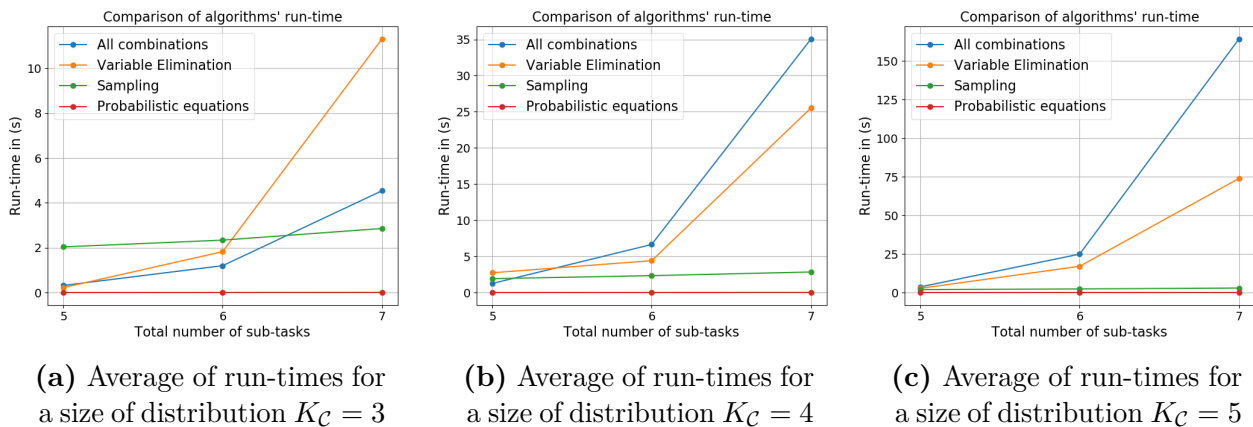 Comparison of algorithms' run-time
All combinations
Variable Elimination
Sampling
Probabilistic equations
Run-time in (s)
10
8
6
4
2
0
5
6
7
Total number of sub-tasks
(a) Average of run-times for
a size of distribution K_C = 3
Comparison of algorithms' run-time
All combinations
Variable Elimination
Sampling
Probabilistic equations
Run-time in (s)
35
30
25
20
15
10
5
0
5
6
7
Total number of sub-tasks
(b) Average of run-times for
a size of distribution K_C = 4
Comparison of algorithms' run-time
All combinations
Variable Elimination
Sampling
Probabilistic equations
Run-time in (s)
150
125
100
75
50
25
0
5
6
7
Total number of sub-tasks
(c) Average of run-times for
a size of distribution K_C = 5